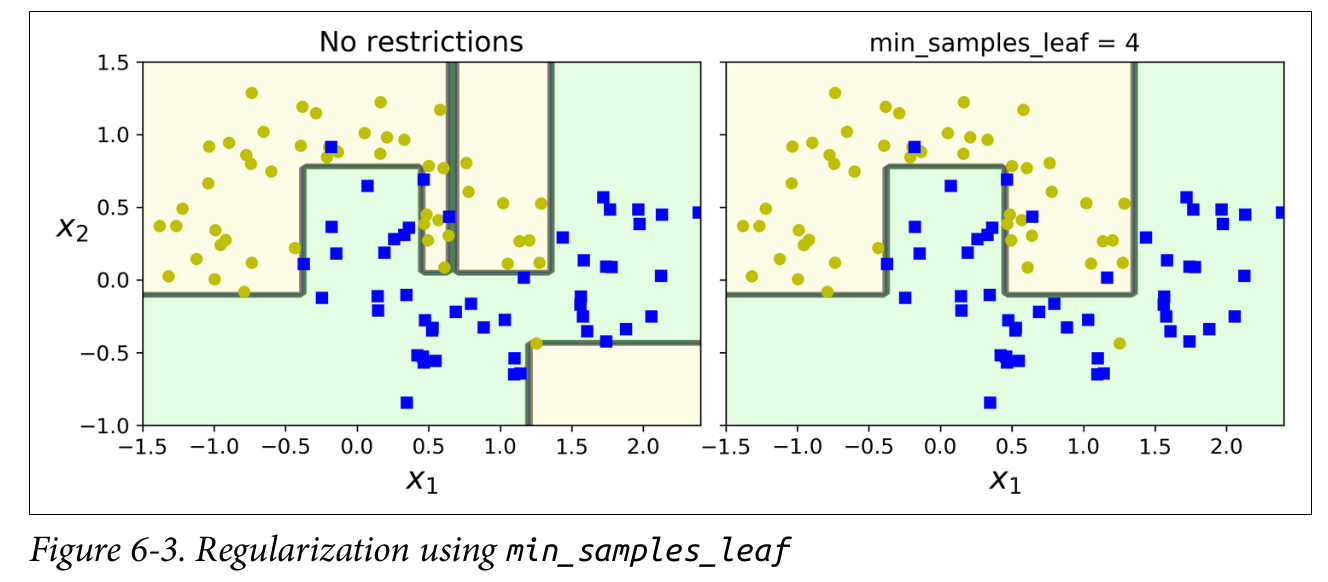 No restrictions
min_samples_leaf = 4
1.5
1.0
0.5
0.0
−0.5
−1.0
x2
−1.5 −1.0 −0.5 0.0 0.5 1.0 1.5 2.0
−1.5 −1.0 −0.5 0.0 0.5 1.0 1.5 2.0
x1
x1
Figure 6-3. Regularization using min_samples_leaf